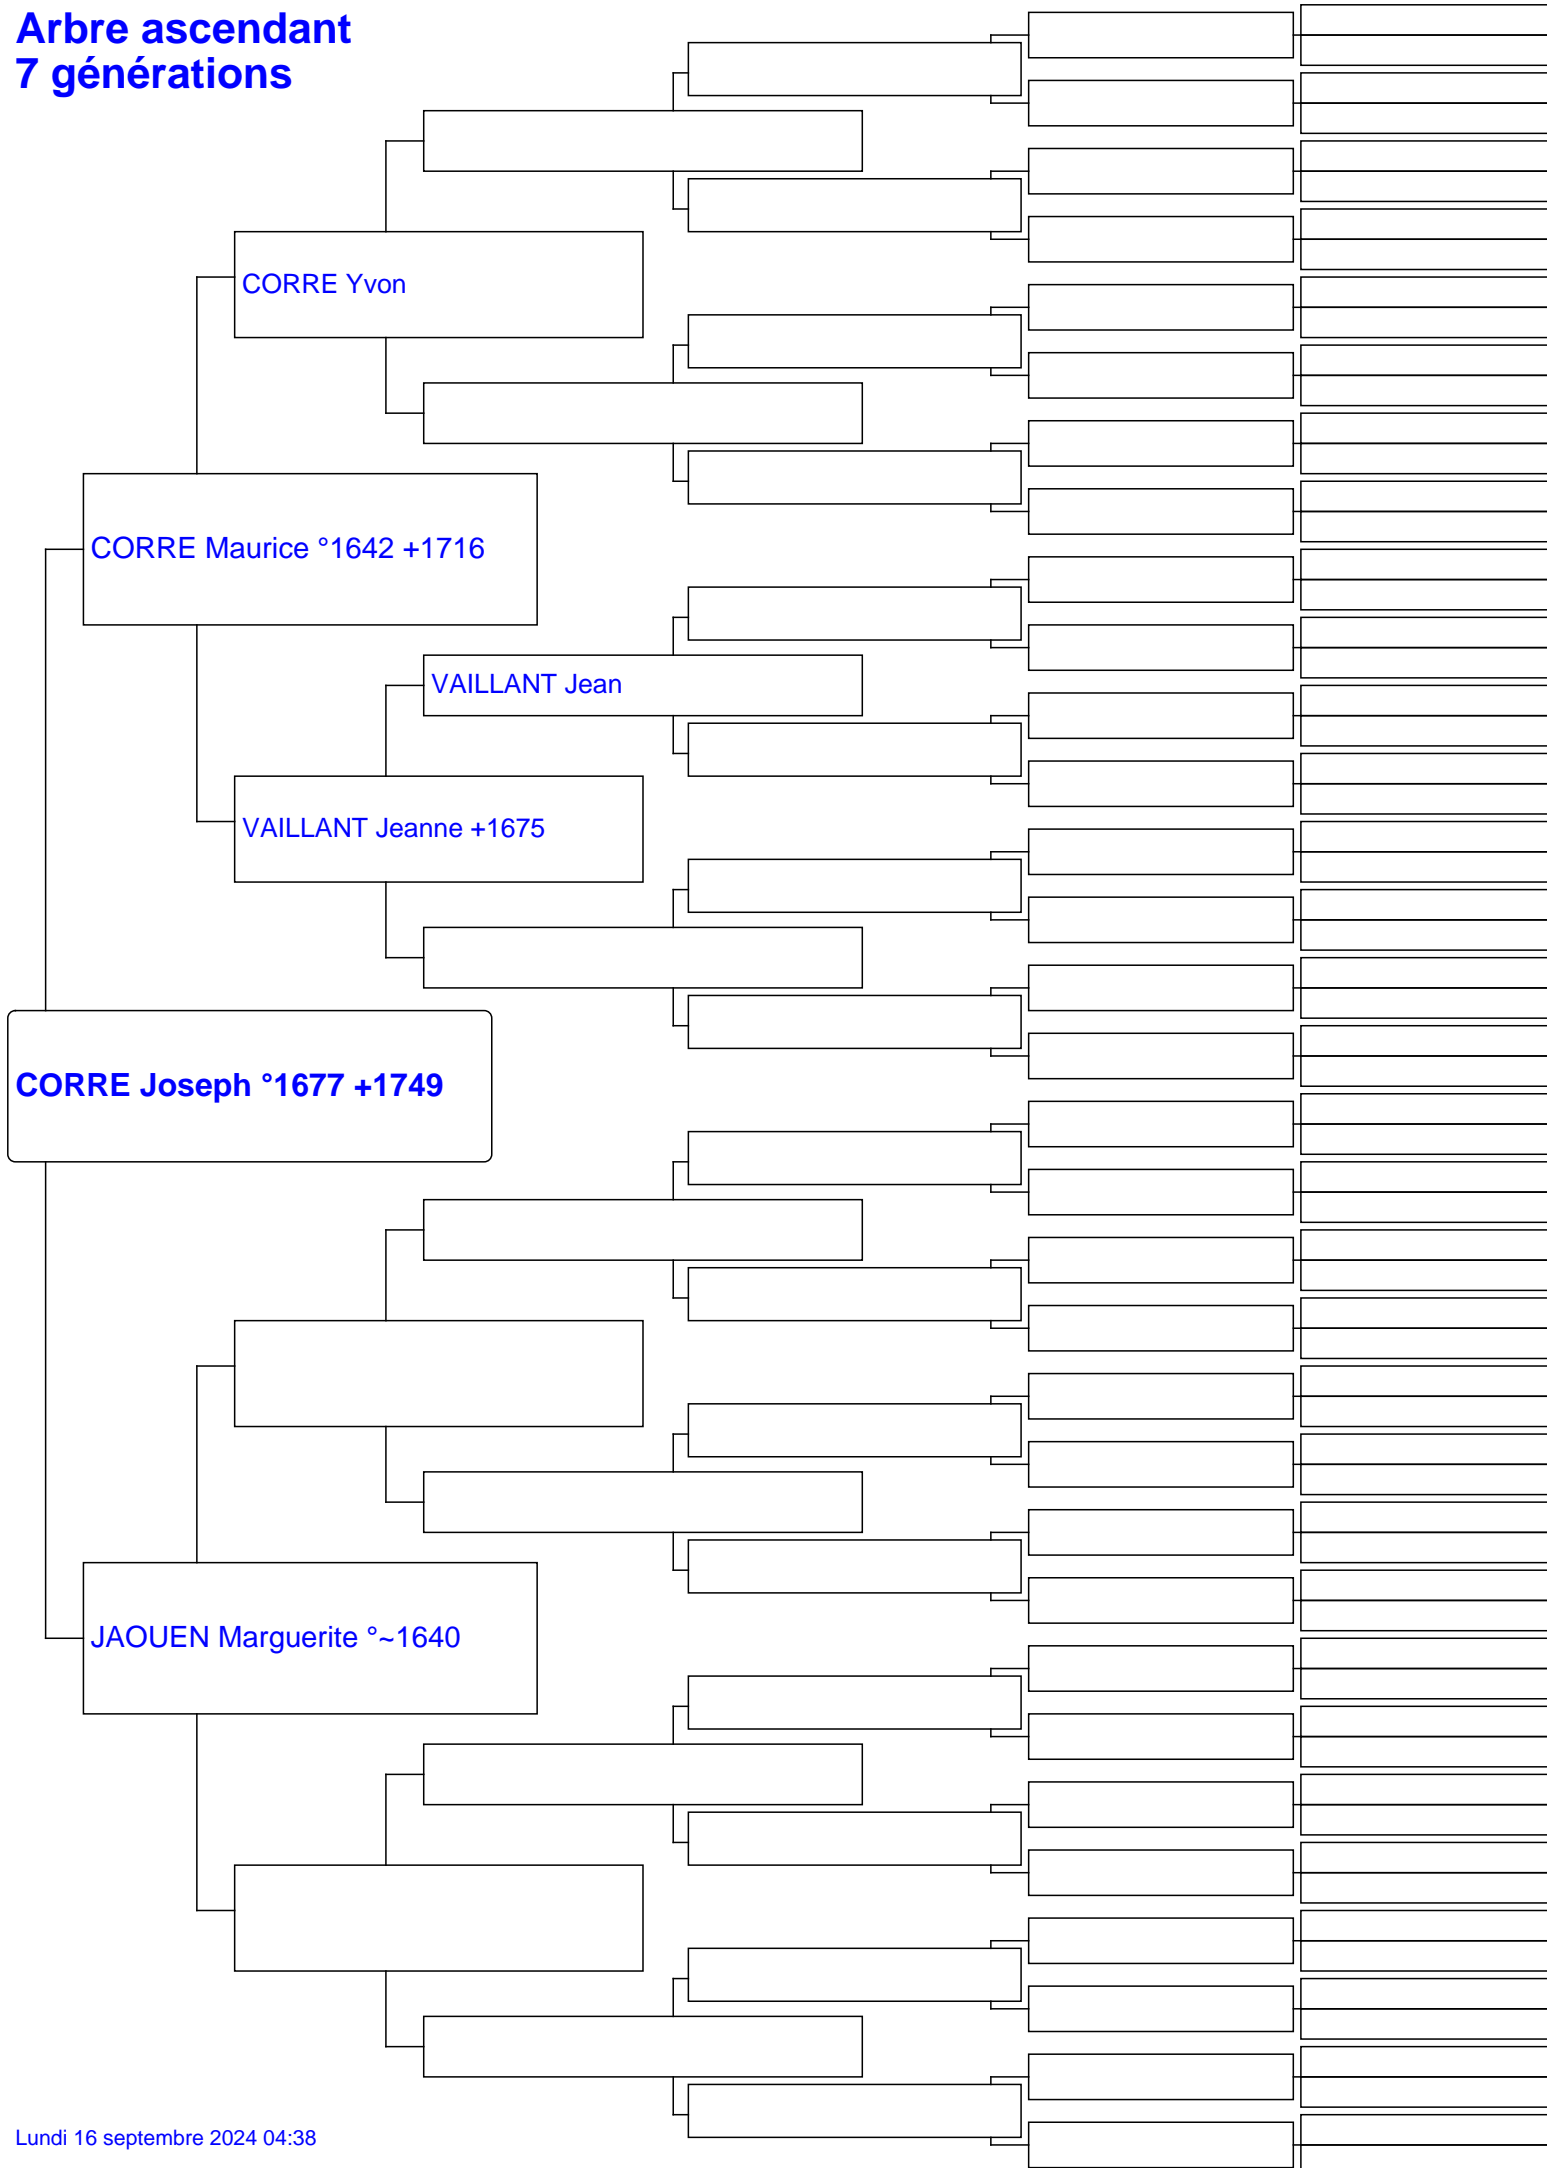 Arbre ascendant
7 générations
CORRE Yvon
CORRE Maurice °1642 +1716
VAILLANT Jean
VAILLANT Jeanne +1675
CORRE Joseph °1677 +1749
JAOUEN Marguerite °~1640
Lundi 16 septembre 2024 04:38